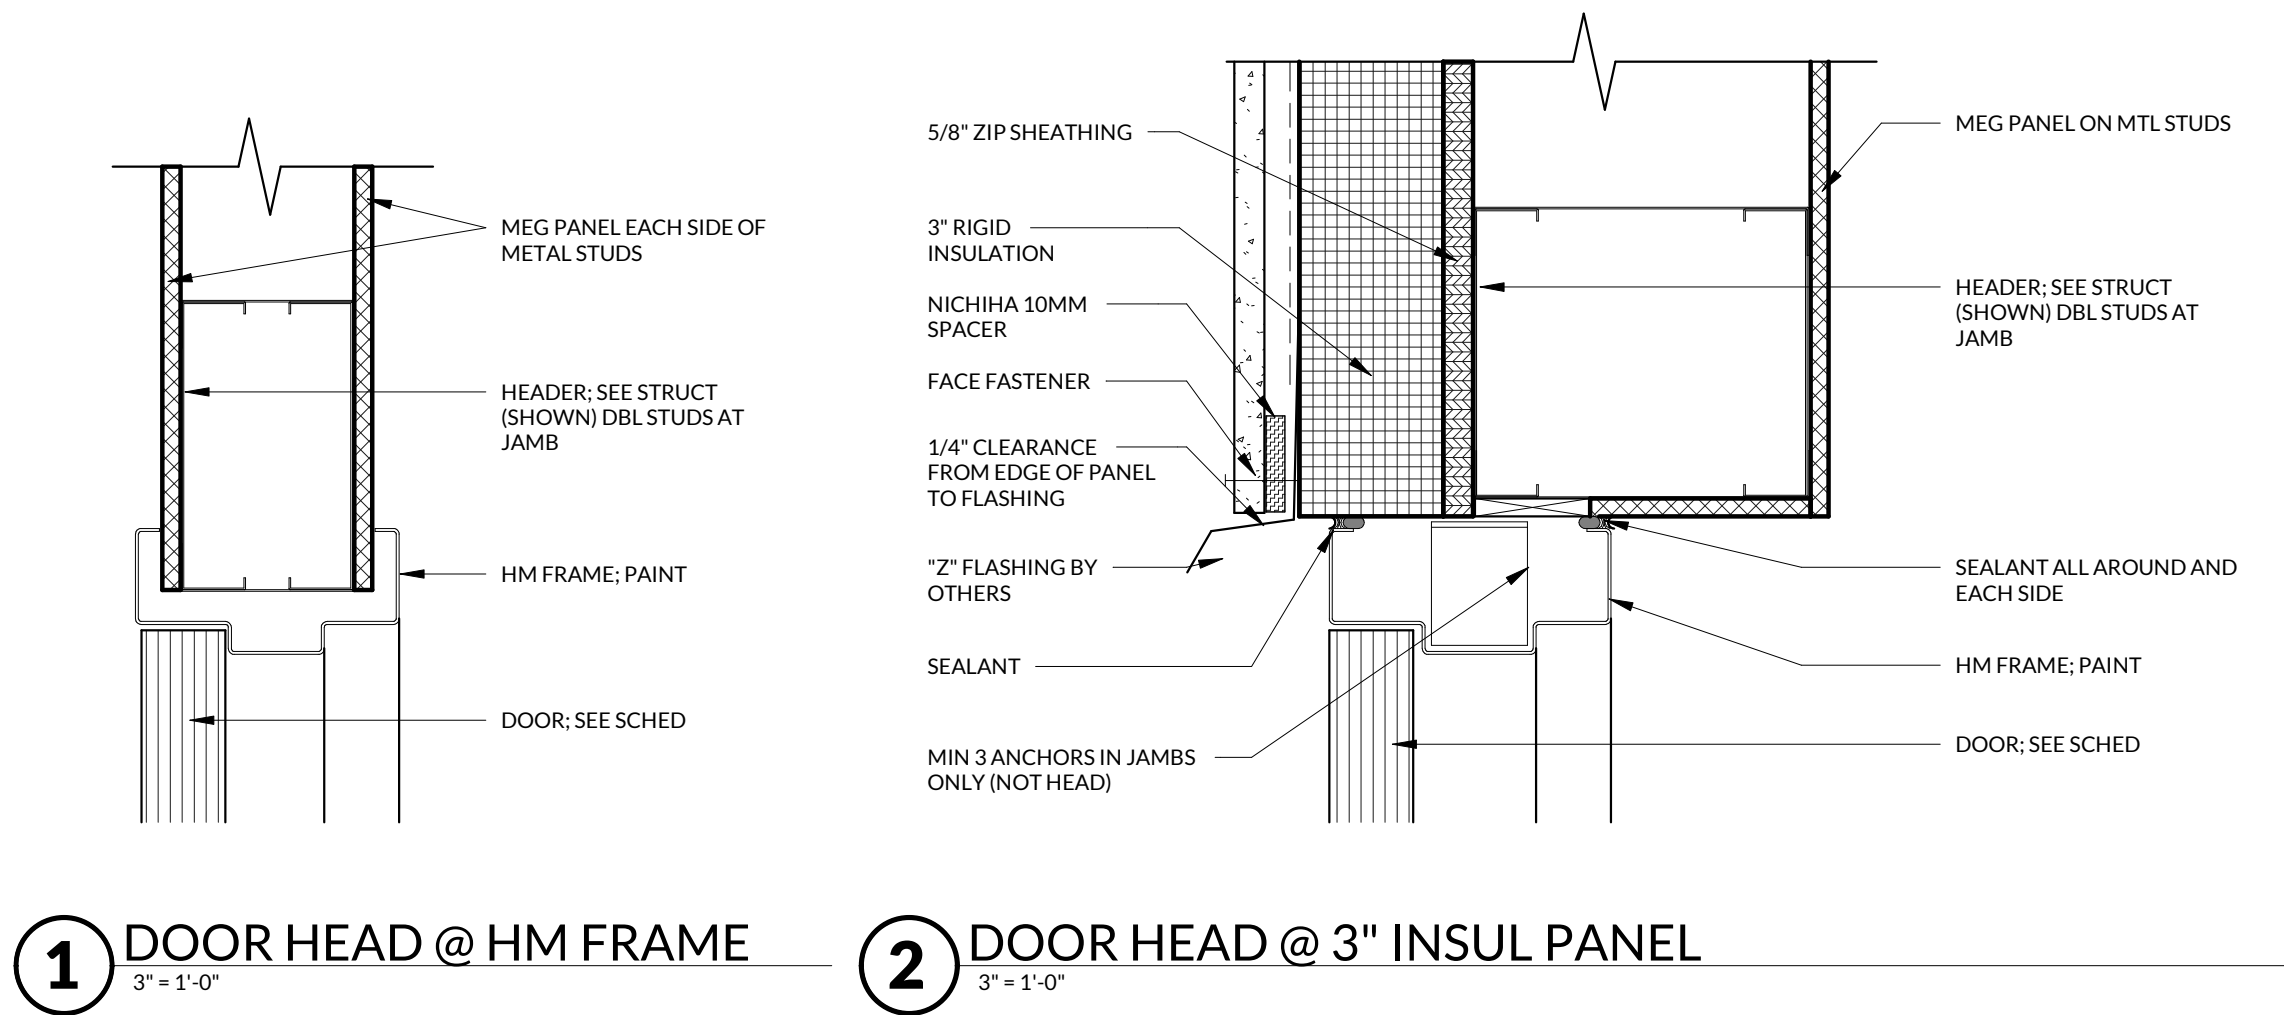 MEG PANEL EACH SIDE OF
METAL STUDS
HEADER; SEE STRUCT
(SHOWN) DBL STUDS AT
JAMB
HM FRAME; PAINT
DOOR; SEE SCHED
1
DOOR HEAD @ HM FRAME
3" = 1'-0"
5/8" ZIP SHEATHING
3" RIGID
INSULATION
NICHIHA 10MM
SPACER
FACE FASTENER
1/4" CLEARANCE
FROM EDGE OF PANEL
TO FLASHING
"Z" FLASHING BY
OTHERS
SEALANT
MIN 3 ANCHORS IN JAMBS
ONLY (NOT HEAD)
MEG PANEL ON MTL STUDS
HEADER; SEE STRUCT
(SHOWN) DBL STUDS AT
JAMB
SEALANT ALL AROUND AND
EACH SIDE
HM FRAME; PAINT
DOOR; SEE SCHED
2
DOOR HEAD @ 3" INSUL PANEL
3" = 1'-0"